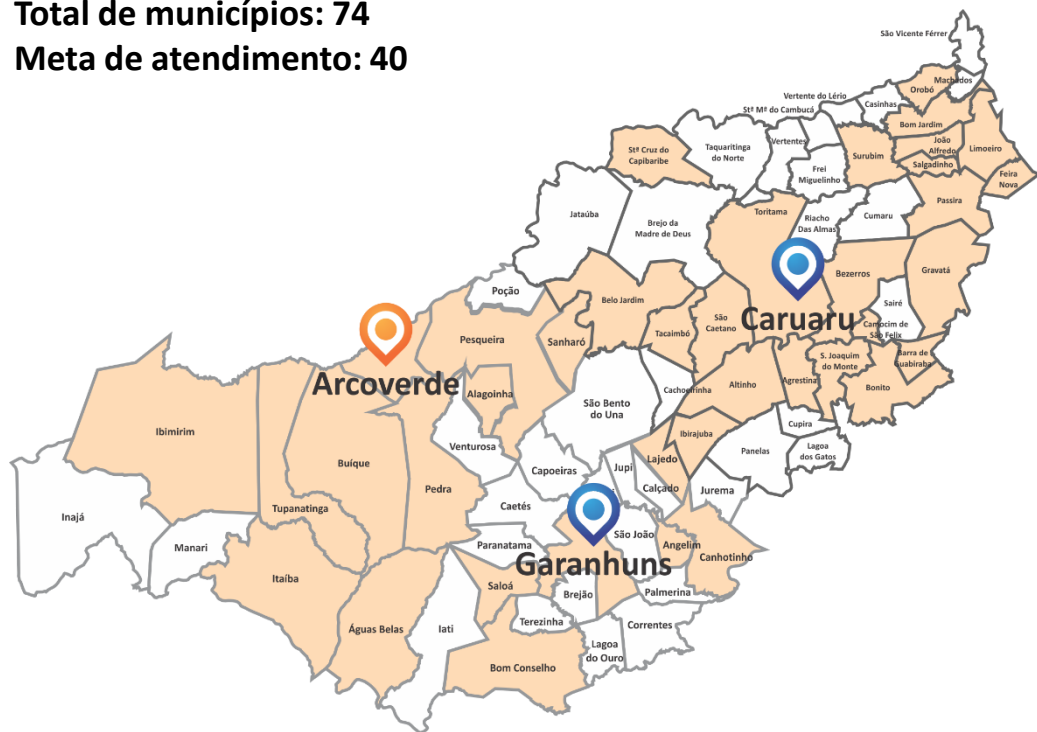 Total de municípios: 74
Meta de atendimento: 40
São Vicente Férrer
Machados
Orobó
Vertente do Lério
Casinhas
Stª Mª do Cambucá
Bom Jardim
Vertentes
Taquaritinga
do Norte
Stª Cruz do
Capibaribe
Surubim
João
Alfredo
Limoeiro
Salgadinho
Frei
Miguelinho
Feira
Nova
Passira
Toritama
Jataúba
Brejo da
Madre de Deus
Riacho
Das Almas
Cumaru
Bezerros
Gravatá
Poção
Belo Jardim
Sairé
Caruaru
São
Caetano
Camocim de
São Felix
Tacaimbó
Pesqueira
Sanharó
Arcoverde
Barra de
Guabiraba
S. Joaquim
do Monte
Bonito
Agrestina
Altinho
Cachoeirinha
Alagoinha
São Bento
do Una
Cupira
Ibimirim
Ibirajuba
Venturosa
Panelas
Lagoa
dos Gatos
Buíque
Capoeiras
Jupi
Lajedo
Pedra
Calçado
Jurema
Caetés
Tupanatinga
Inajá
São João
Manari
Paranatama
Angelim
Canhotinho
Garanhuns
Itaíba
Saloá
Brejão
Palmerina
Terezinha
Correntes
Águas Belas
Iati
Lagoa
do Ouro
Bom Conselho